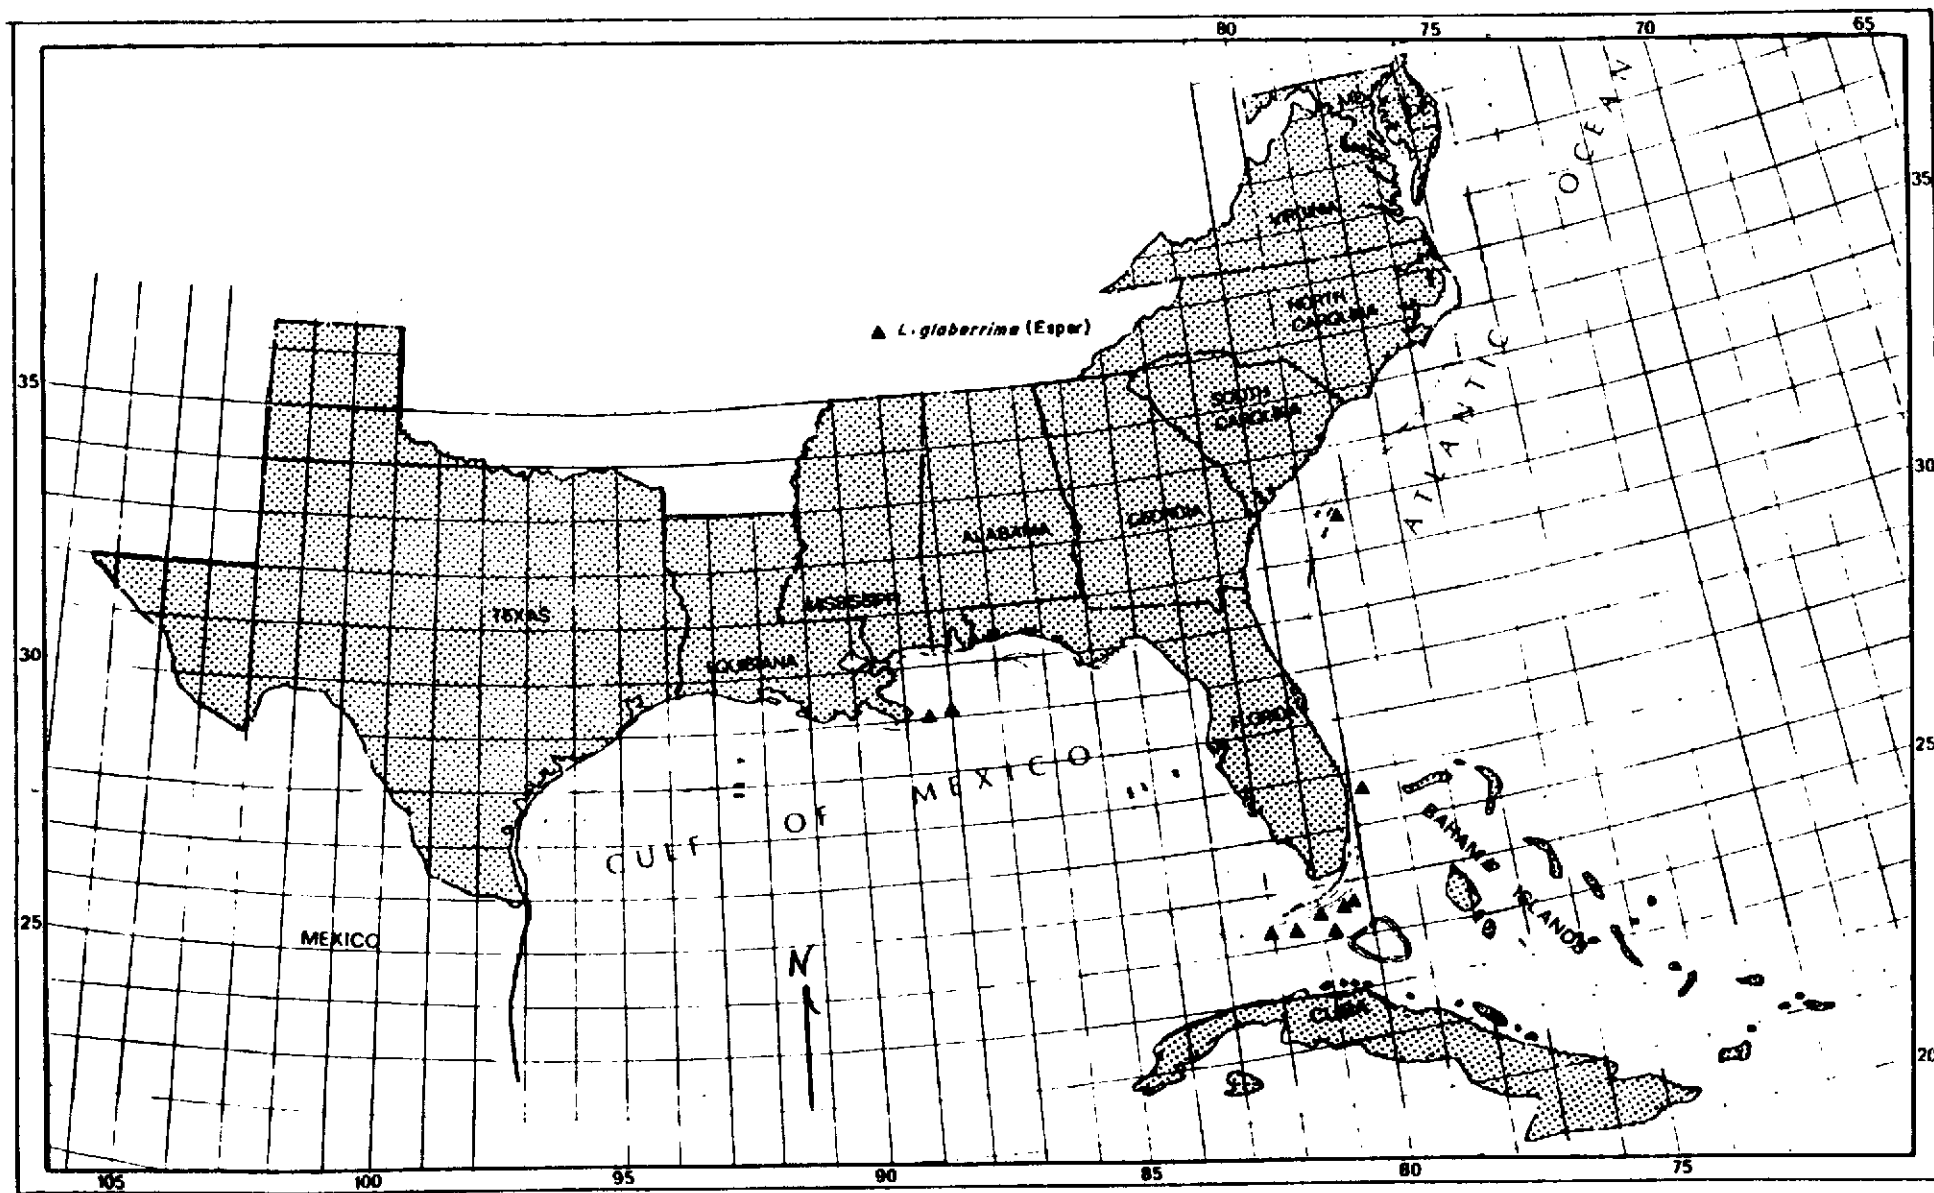 80 75 70 65
OCEAN
MD
35
VIRGINIA
NORTH
CAROLINA
▲ L. glaberrima (Esper)
35
ATLANTIC
SOUTH
CAROLINA
30
GEORGIA
ALABAMA
TEXAS
MISSISSIPPI
30
LOUISIANA
FLORIDA
25
GULF OF MEXICO
BAHAMA
ISLANDS
25
MEXICO
N
CUBA
20
105 100 95 90 85 80 75